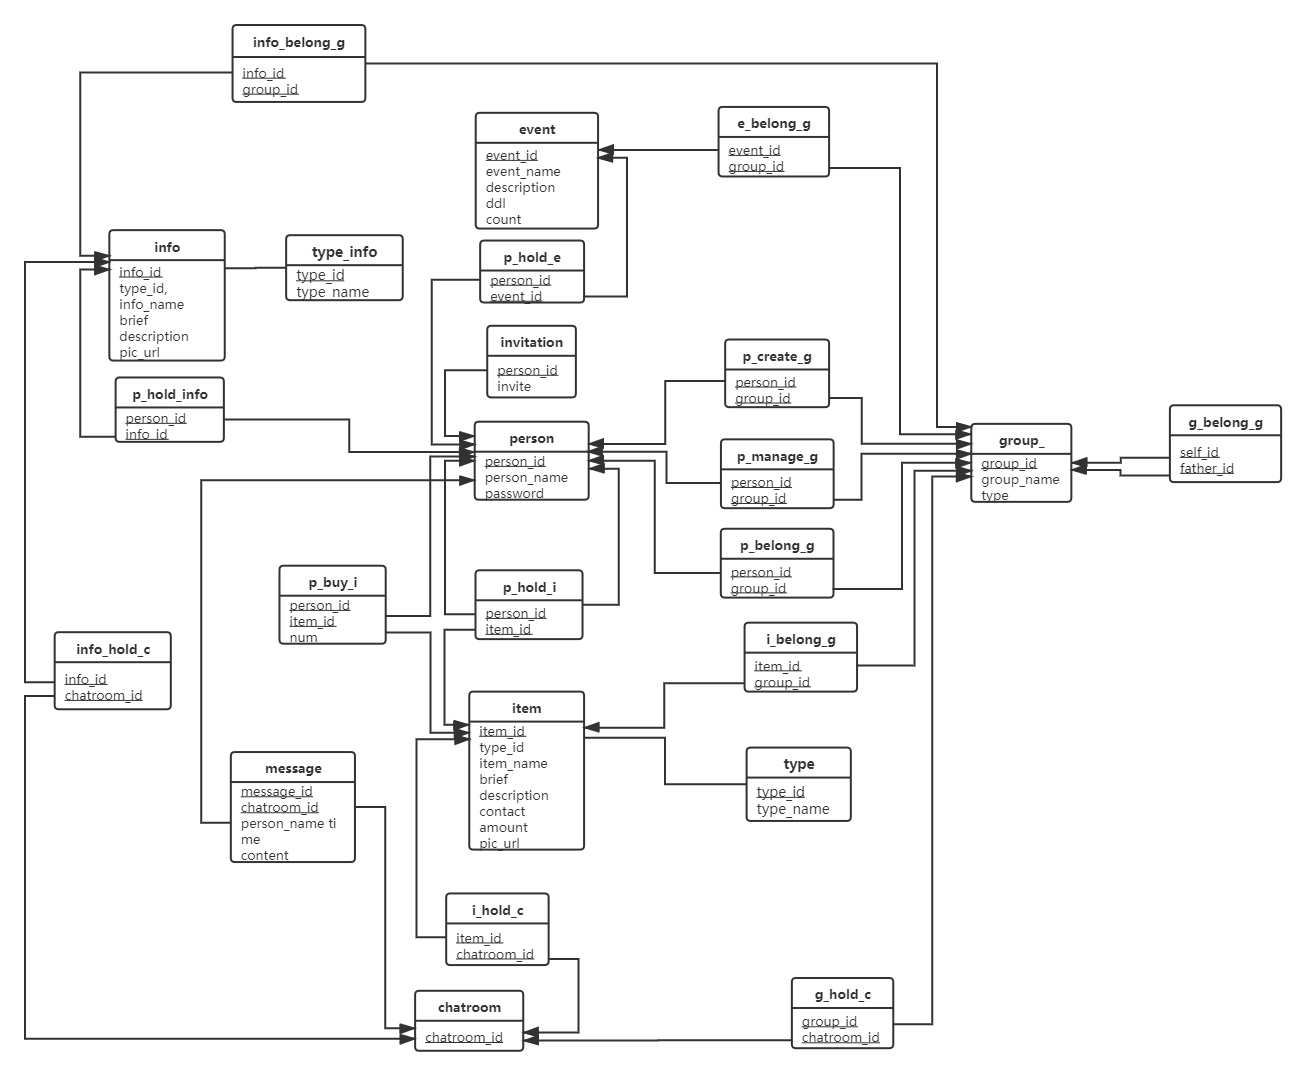 info_belong_g
info_id
group_id
event
event_id
event_name
description
ddl
count
e_belong_g
event_id
group_id
info
info_id
type_id,
info_name
brief
description
pic_url
type_info
type_id
type_name
p_hold_e
person_id
event_id
invitation
person_id
invite
p_create_g
person_id
group_id
p_hold_info
person_id
info_id
person
person_id
person_name
password
p_manage_g
person_id
group_id
group_
group_id
group_name
type
g_belong_g
self_id
father_id
p_belong_g
person_id
group_id
p_buy_i
person_id
item_id
num
p_hold_i
person_id
item_id
info_hold_c
info_id
chatroom_id
i_belong_g
item_id
group_id
item
item_id
type_id
item_name
brief
description
contact
amount
pic_url
type
type_id
type_name
message
message_id
chatroom_id
person_name ti
me
content
i_hold_c
item_id
chatroom_id
chatroom
chatroom_id
g_hold_c
group_id
chatroom_id